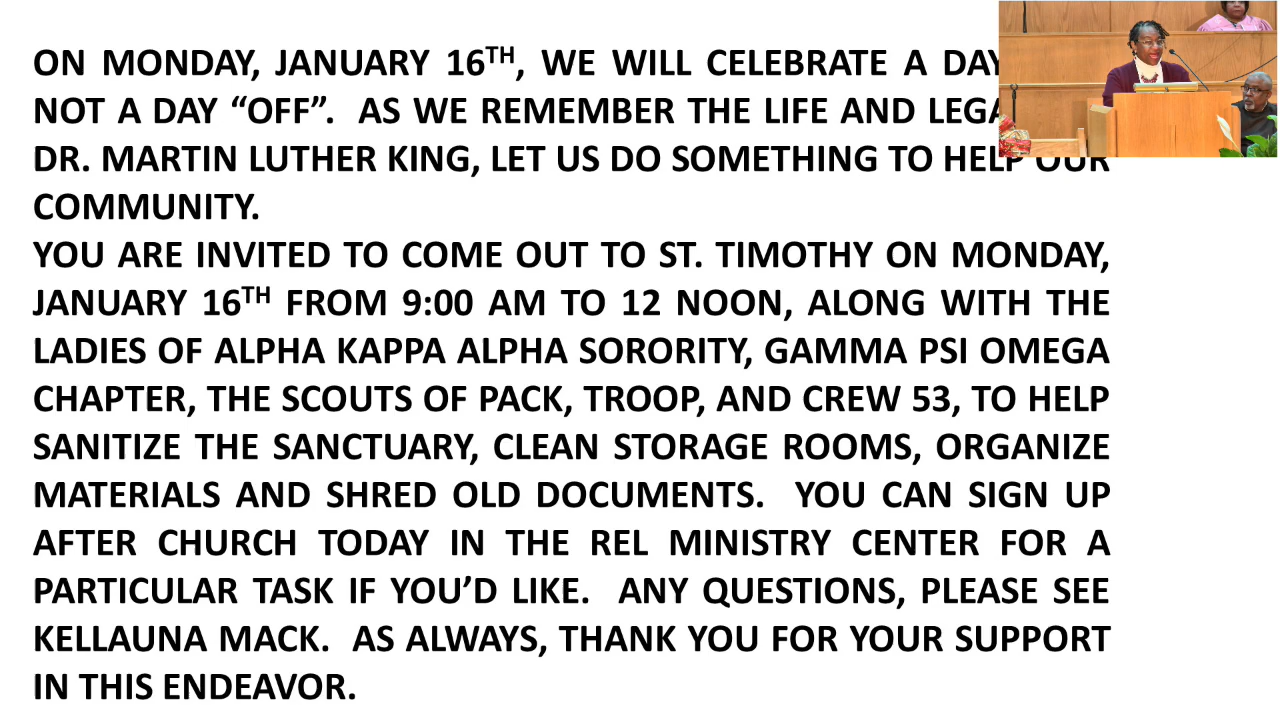 ON MONDAY, JANUARY 16TH, WE WILL CELEBRATE A DAY
NOT A DAY “OFF”. AS WE REMEMBER THE LIFE AND
DR. MARTIN LUTHER KING, LET US DO SOMETHING TO HELP OUR
COMMUNITY.
YOU ARE INVITED TO COME OUT TO ST. TIMOTHY ON MONDAY,
JANUARY 16TH FROM 9:00 AM TO 12 NOON, ALONG WITH THE
LADIES OF ALPHA KAPPA ALPHA SORORITY, GAMMA PSI OMEGA
CHAPTER, THE SCOUTS OF PACK, TROOP, AND CREW 53, TO HELP
SANITIZE THE SANCTUARY, CLEAN STORAGE ROOMS, ORGANIZE
MATERIALS AND SHRED OLD DOCUMENTS. YOU CAN SIGN UP
AFTER CHURCH TODAY IN THE REL MINISTRY CENTER FOR A
PARTICULAR TASK IF YOU’D LIKE. ANY QUESTIONS, PLEASE SEE
KELLAUNA MACK. AS ALWAYS, THANK YOU FOR YOUR SUPPORT
IN THIS ENDEAVOR.